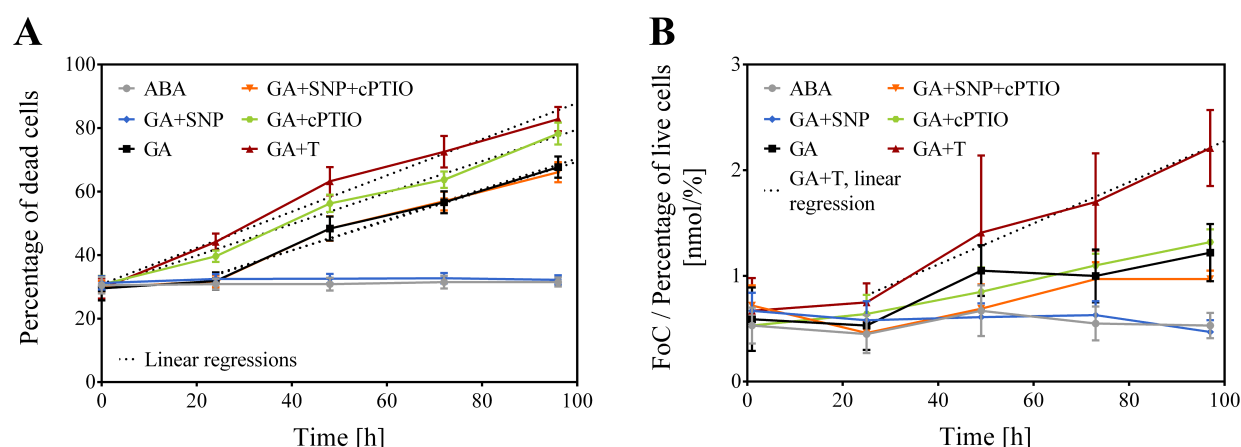 A
Percentage of dead cells
100
80
60
40
20
0
ABA
GA+SNP
GA
GA+SNP+cPTIO
GA+cPTIO
GA+T
Linear regressions
0
20
40
60
80
100
Time [h]
B
FoC / Percentage of live cells
[nmol/%]
3
2
1
0
ABA
GA+SNP
GA
GA+SNP+cPTIO
GA+cPTIO
GA+T
GA+T, linear
regression
0
20
40
60
80
100
Time [h]